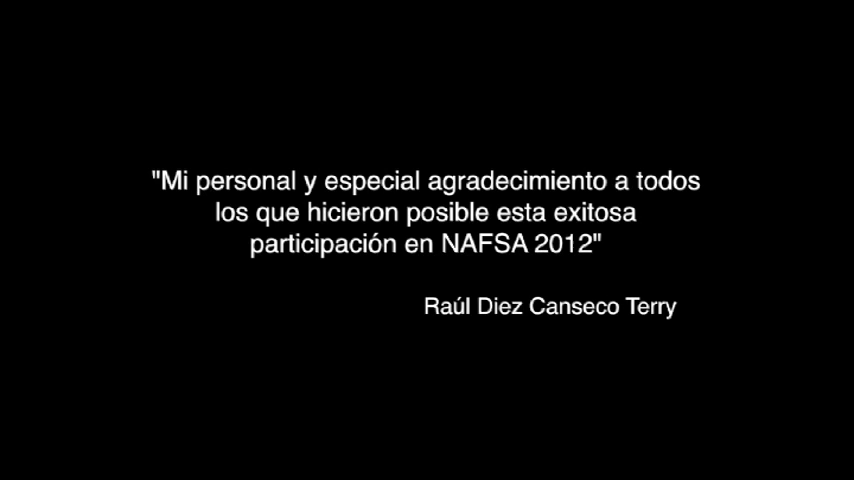 "Mi personal y especial agradecimiento a todos
los que hicieron posible esta exitosa
participación en NAFSA 2012"
Raúl Diez Canseco Terry